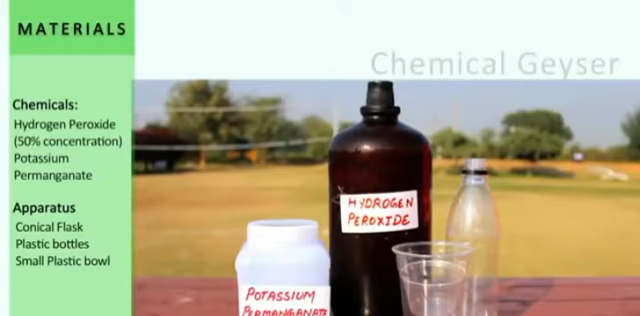 MATERIALS
Chemical Geyser
Chemicals:
Hydrogen Peroxide
(50% concentration)
Potassium
Permanganate
Apparatus
Conical Flask
Plastic bottles
Small Plastic bowl
HYDROGEN
PEROXIDE
POTASSIUM
PERMANGANATE